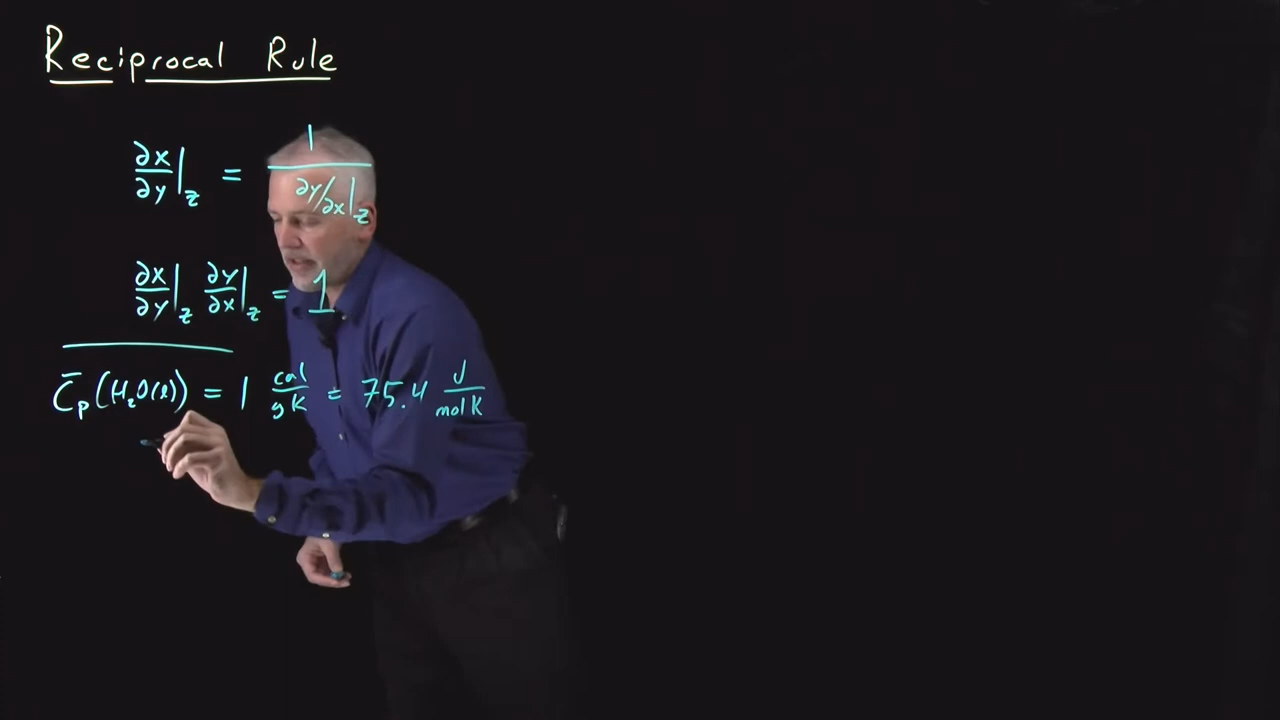 Reciprocal Rule
∂x/∂y|z = 1 / (∂y/∂x|z)
∂x/∂y|z ∂y/∂x|z = 1
C̄p(H₂O(l)) = 1 cal/gK = 75.4 J/molK